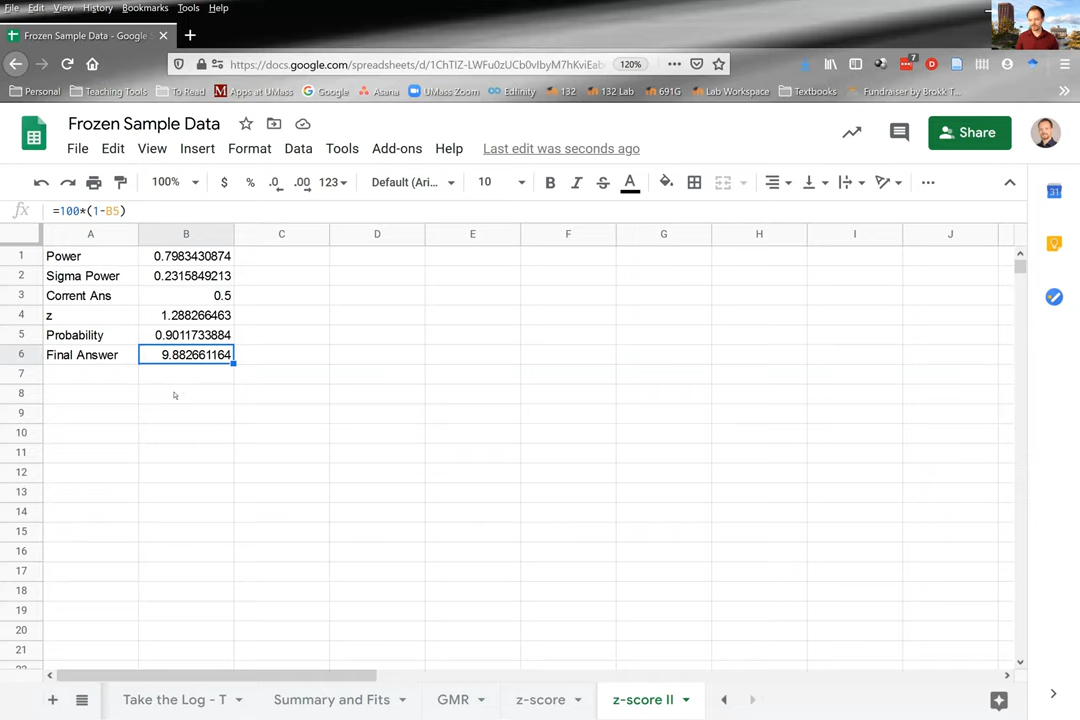 File Edit View History Bookmarks Tools Help
Frozen Sample Data - Google
https://docs.google.com/spreadsheets/d/1ChTIZ-LWFu0zUCb0vIbyM7hKviEab 120%
Personal Teaching Tools To Read Apps at UMass Google Asana UMass Zoom Edfinity 132 132 Lab 691G Lab Workspace Textbooks Fundraiser by Brokk T...
Frozen Sample Data
Share
File Edit View Insert Format Data Tools Add-ons Help Last edit was seconds ago
100% $ % .0 .00 123 Default (Ari... 10 B I S A
fx =100*(1-B5)
A B C D E F G H I J
1 Power 0.7983430874
2 Sigma Power 0.2315849213
3 Corrent Ans 0.5
4 z 1.288266463
5 Probability 0.9011733884
6 Final Answer 9.882661164
7
8
9
10
11
12
13
14
15
16
17
18
19
20
21
Take the Log - T Summary and Fits GMR z-score z-score II